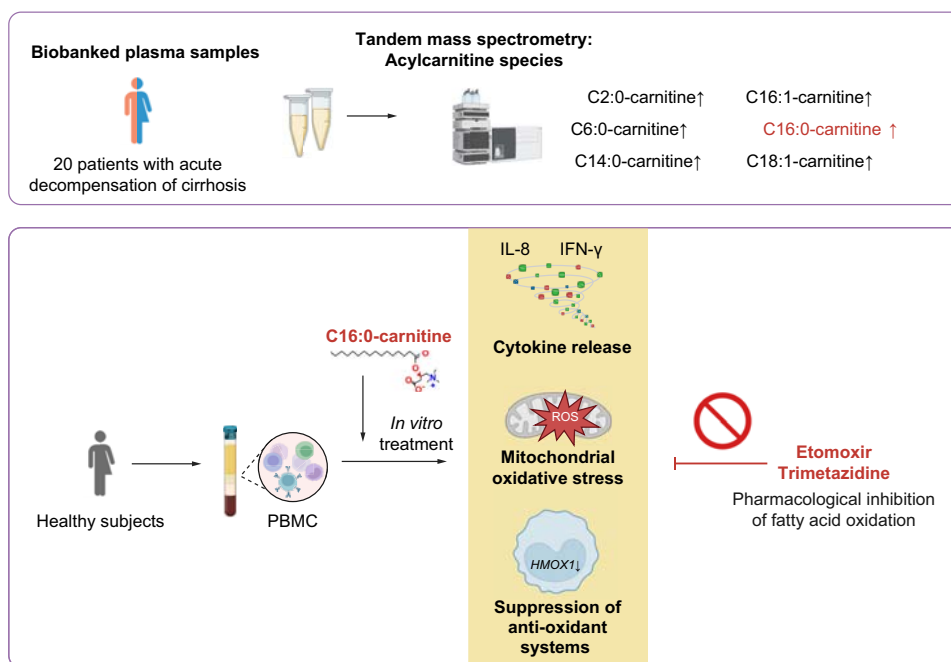 Biobanked plasma samples
20 patients with acute
decompensation of cirrhosis
Tandem mass spectrometry:
Acylcarnitine species
C2:0-carnitine↑
C16:1-carnitine↑
C6:0-carnitine↑
C16:0-carnitine ↑
C14:0-carnitine↑
C18:1-carnitine↑
Healthy subjects
PBMC
C16:0-carnitine
In vitro
treatment
IL-8
IFN-γ
Cytokine release
ROS
Mitochondrial
oxidative stress
HMOX1↓
Suppression of
anti-oxidant
systems
Etomoxir
Trimetazidine
Pharmacological inhibition
of fatty acid oxidation